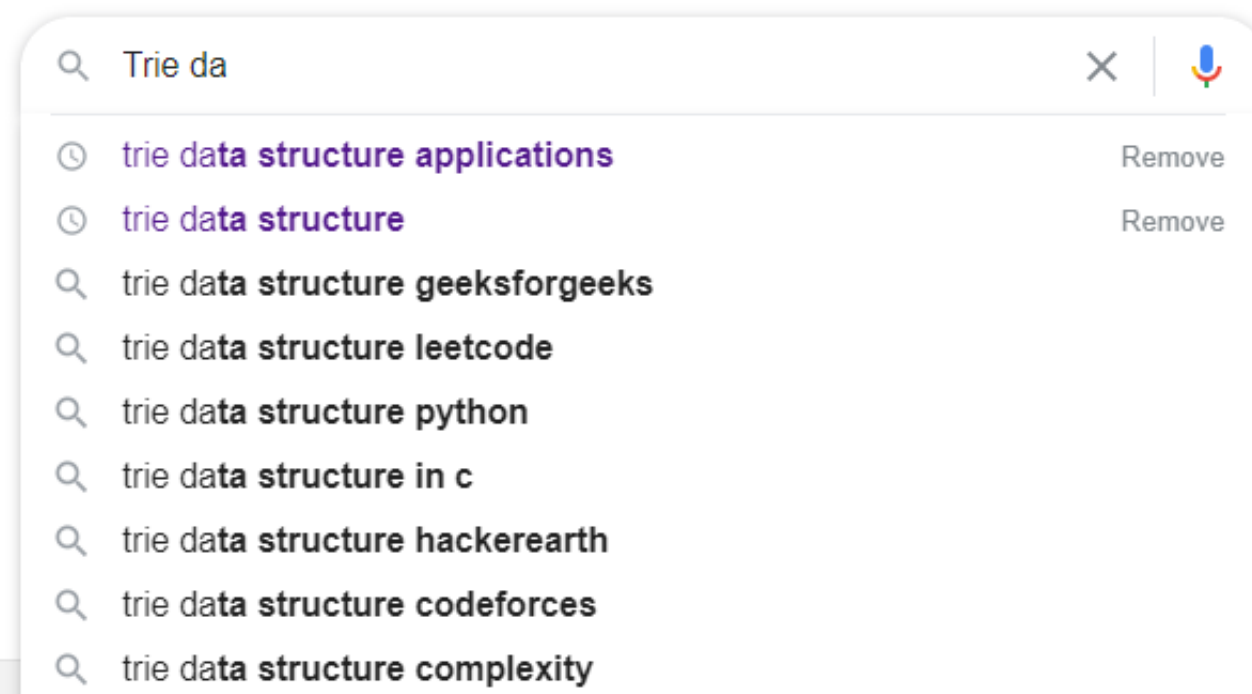 Trie da
trie data structure applications Remove
trie data structure Remove
trie data structure geeksforgeeks
trie data structure leetcode
trie data structure python
trie data structure in c
trie data structure hackerearth
trie data structure codeforces
trie data structure complexity